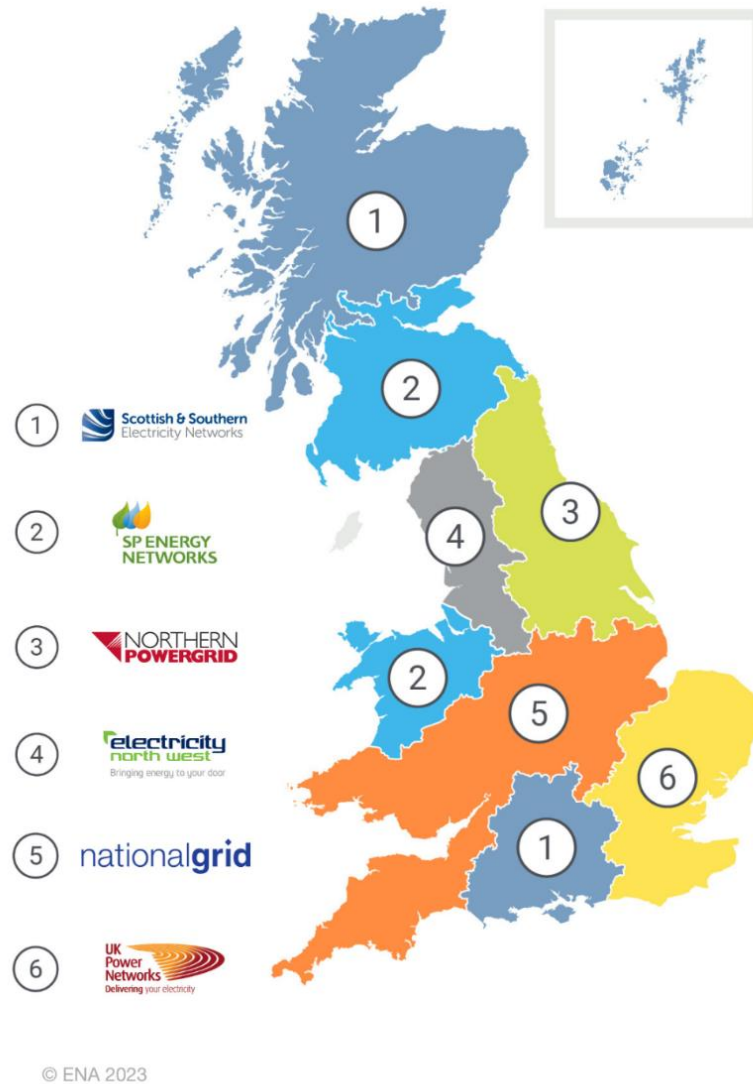 1
2
3
4
2
5
6
1
1
Scottish & Southern
Electricity Networks
2
SP ENERGY
NETWORKS
3
NORTHERN
POWERGRID
4
electricity
north west
Bringing energy to your door
5
nationalgrid
6
UK
Power
Networks
Delivering your electricity
© ENA 2023